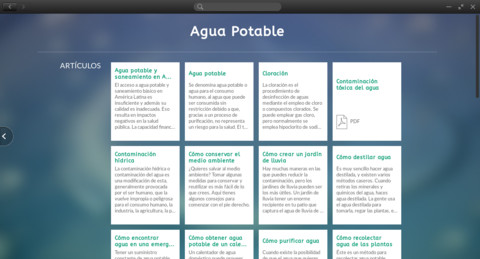 Agua Potable
ARTÍCULOS
Agua potable y
saneamiento en A...
El acceso a agua potable y
saneamiento básico en
América Latina es
insuficiente y además su
calidad es inadecuada. Eso
resulta en impactos
negativos en la salud
pública. La capacidad financ...
Agua potable
Se denomina agua potable o
agua para el consumo
humano, al agua que puede
ser consumida sin
restricción debido a que,
gracias a un proceso de
purificación, no representa
un riesgo para la salud. El t...
Cloración
La cloración es el
procedimiento de
desinfección de aguas
mediante el empleo de cloro
o compuestos clorados. Se
puede emplear gas cloro,
pero normalmente se
emplea hipoclorito de sodi...
Contaminación
tóxica del agua
PDF
Contaminación
hídrica
La contaminación hídrica o
contaminación del agua es
una modificación de esta,
generalmente provocada
por el ser humano, que la
vuelve impropia o peligrosa
para el consumo humano, la
industria, la agricultura, la p...
Cómo conservar el
medio ambiente
¿Quieres salvar el medio
ambiente? Tomar algunas
medidas para conservar y
reutilizar es más fácil de lo
que crees. Aquí tienes
algunos consejos para
comenzar con el pie derecho.
Cómo crear un jardín
de lluvia
Hay muchas maneras en las
que puedes reducir la
contaminación, pero los
jardines de lluvia pueden ser
los más útiles. Un jardín de
lluvia tiene un enorme
recipiente en tu patio que
captura el agua de lluvia de ...
Cómo destilar agua
Es muy sencillo hacer agua
destilada, y existen varios
métodos caseros. Cuando
retiras las minerales y
químicos del agua, haces
agua destilada. La gente usa
el agua destilada para
tomarla, regar las plantas, e...
Cómo encontrar
agua en una emerg...
Tener un suministro
Cómo obtener agua
potable de un cale...
Un calentador de agua
Cómo purificar agua
Cuando existe la posibilidad
Cómo recolectar
agua de las plantas
Éste es un método para